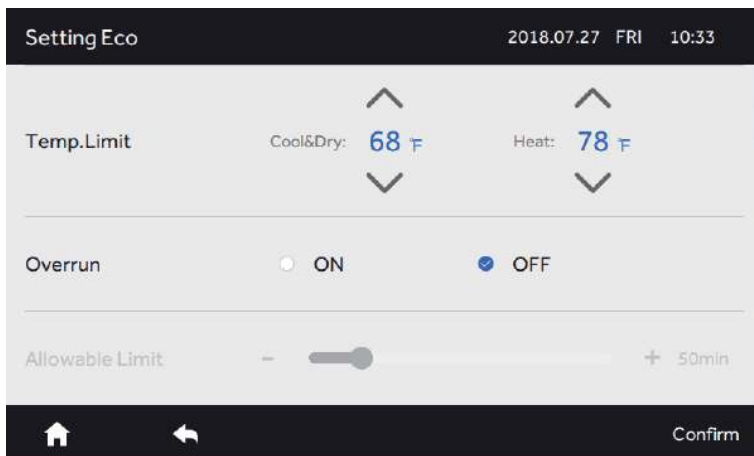 Setting Eco 2018.07.27 FRI 10:33
Temp.Limit Cool&Dry: 68 °F Heat: 78 °F
Overrun ON OFF
Allowable Limit - + 50min
Confirm